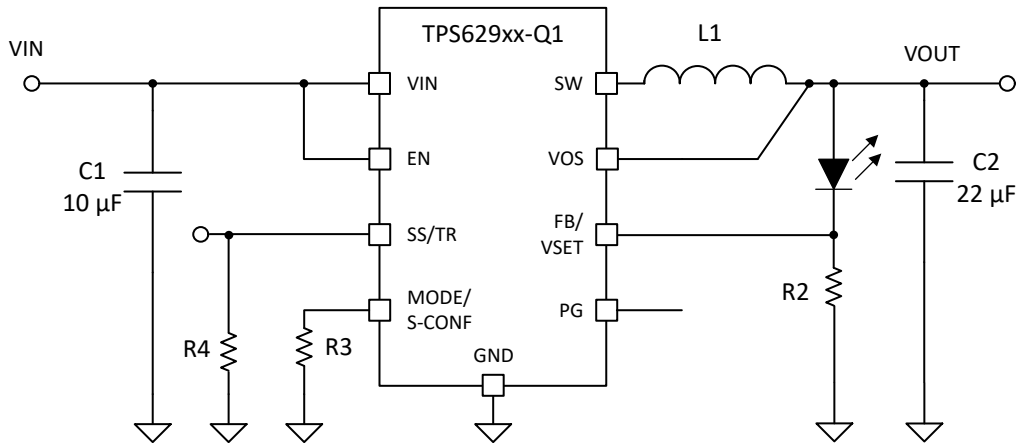 TPS629xx-Q1
VIN
L1
VOUT
VIN
SW
EN
VOS
C1
10 µF
C2
22 µF
SS/TR
FB/
VSET
R2
MODE/
S-CONF
PG
R4
R3
GND